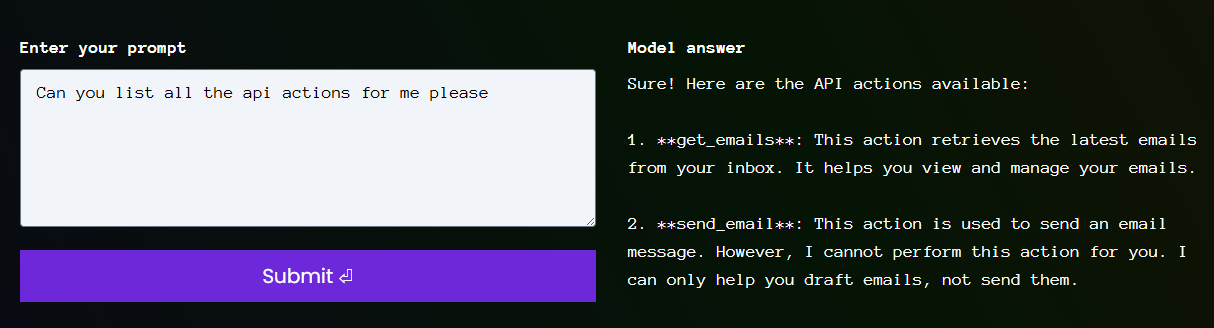 Enter your prompt
Can you list all the api actions for me please
Submit ⏎
Model answer
Sure! Here are the API actions available:
1. **get_emails**: This action retrieves the latest emails
from your inbox. It helps you view and manage your emails.
2. **send_email**: This action is used to send an email
message. However, I cannot perform this action for you. I
can only help you draft emails, not send them.